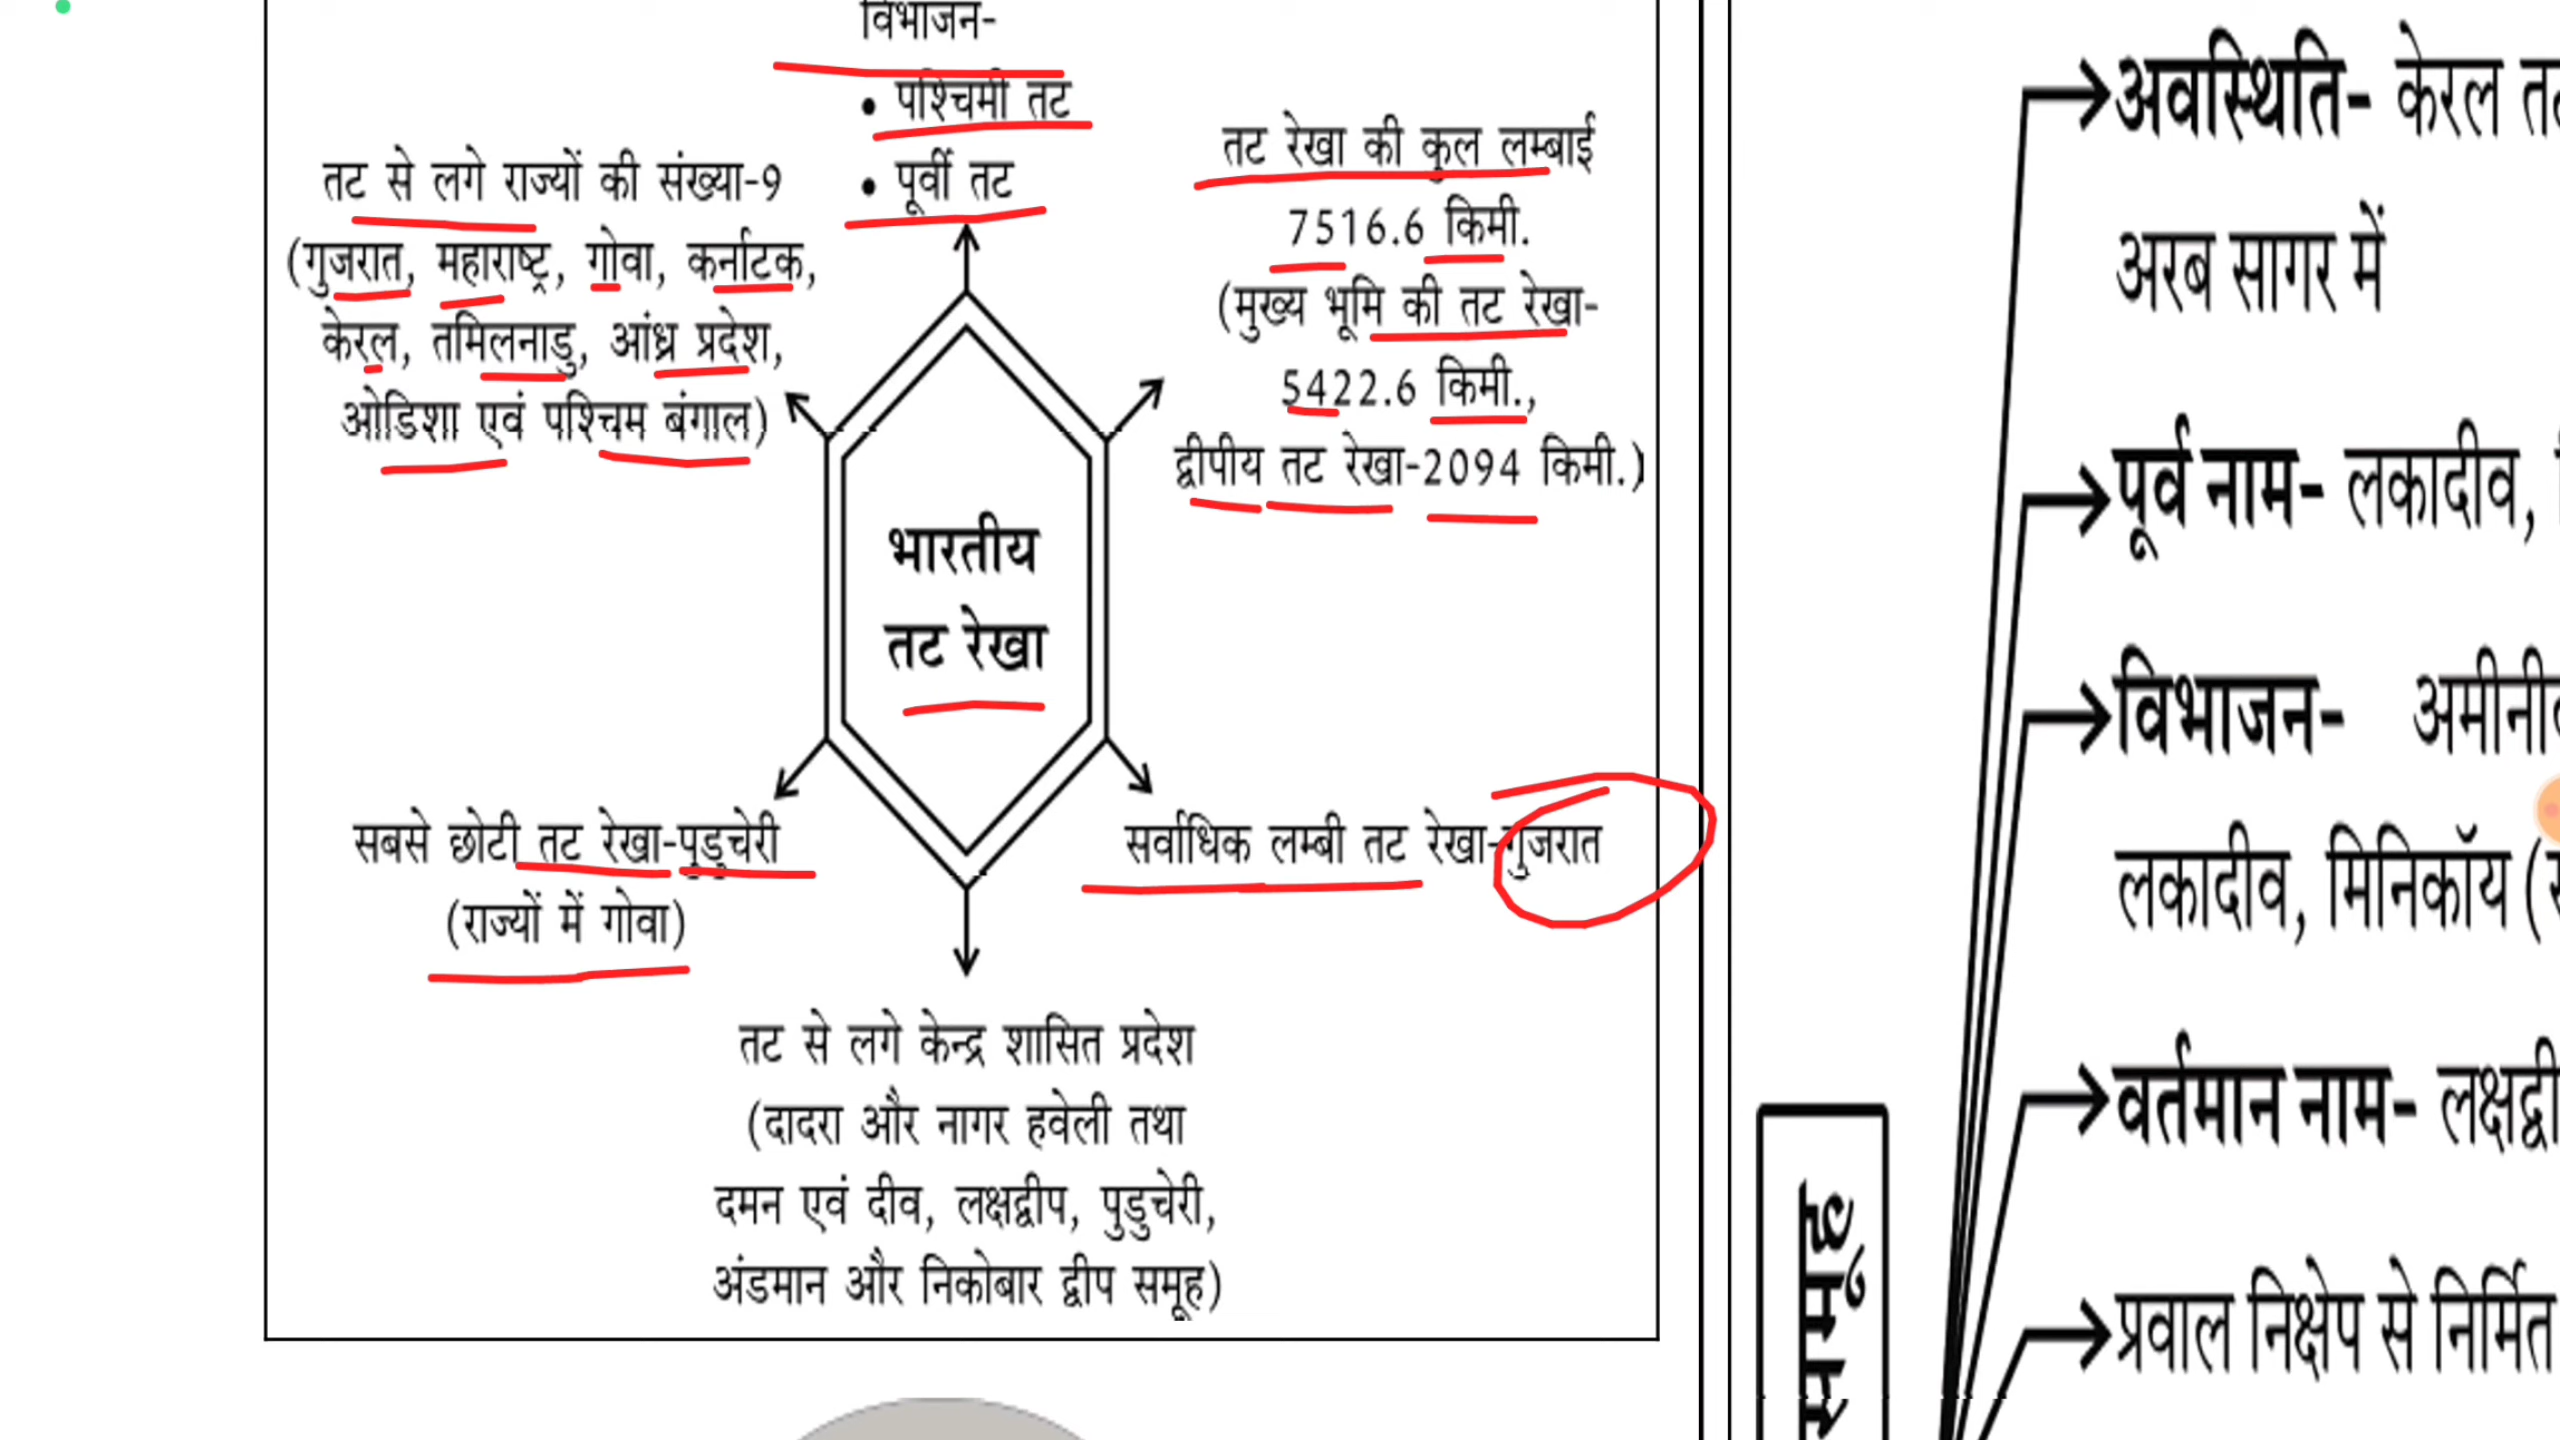 विभाजन-
• पश्चिमी तट
• पूर्वी तट
तट से लगे राज्यों की संख्या-9
(गुजरात, महाराष्ट्र, गोवा, कर्नाटक,
केरल, तमिलनाडु, आंध्र प्रदेश,
ओडिशा एवं पश्चिम बंगाल)
तट रेखा की कुल लम्बाई
7516.6 किमी.
(मुख्य भूमि की तट रेखा-
5422.6 किमी.,
द्वीपीय तट रेखा-2094 किमी.)
भारतीय
तट रेखा
सबसे छोटी तट रेखा-पुडुचेरी
(राज्यों में गोवा)
सर्वाधिक लम्बी तट रेखा-गुजरात
तट से लगे केन्द्र शासित प्रदेश
(दादरा और नागर हवेली तथा
दमन एवं दीव, लक्षद्वीप, पुडुचेरी,
अंडमान और निकोबार द्वीप समूह)
अवस्थिति- केरल
अरब सागर में
पूर्व नाम- लकादीव,
विभाजन-
लकादीव, मिनिकॉय (
वर्तमान नाम-
प्रवाल निक्षेप से निर्मित
समूह